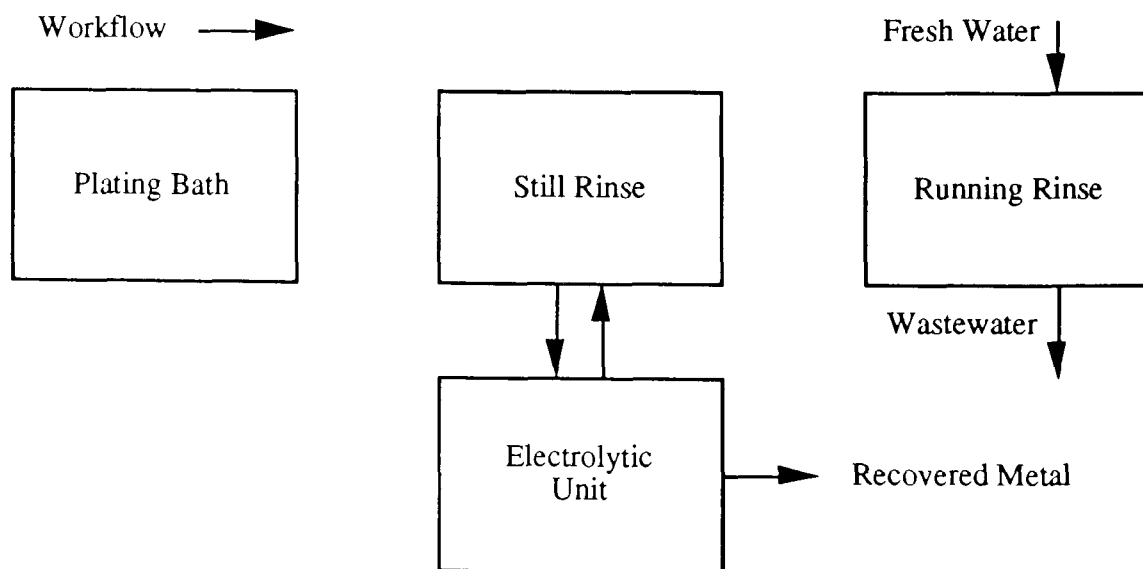 Workflow
Fresh Water
Plating Bath
Still Rinse
Running Rinse
Wastewater
Electrolytic
Unit
Recovered Metal